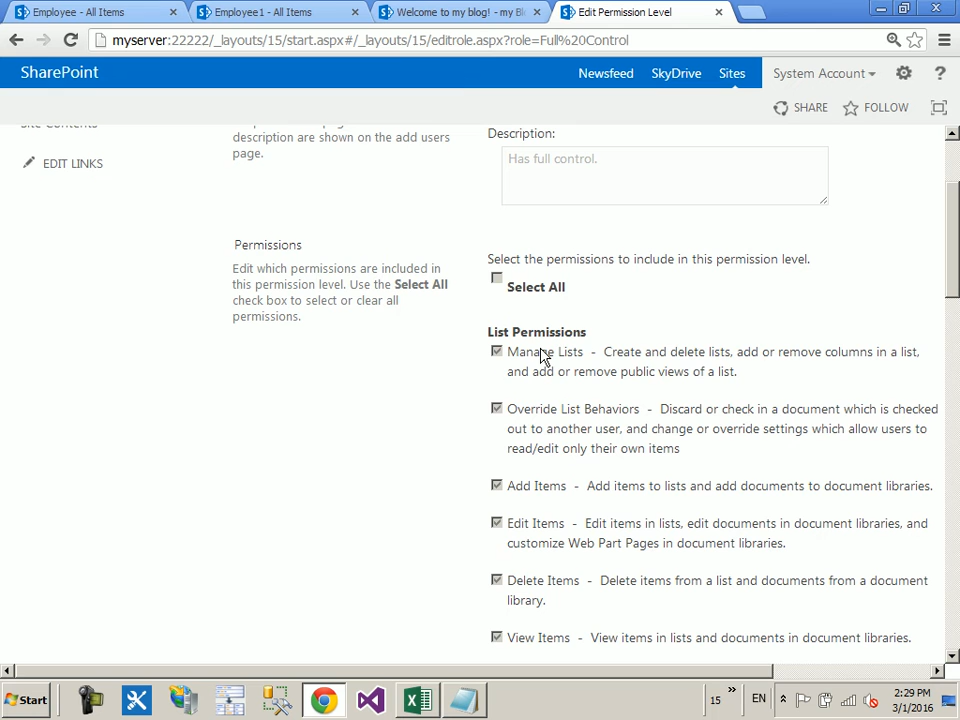 Employee - All Items
Employee1 - All Items
Welcome to my blog! - my Bl
Edit Permission Level
myserver:22222/_layouts/15/start.aspx#/_layouts/15/editrole.aspx?role=Full%20Control
SharePoint
Newsfeed SkyDrive Sites System Account
SHARE FOLLOW
Site Contents
EDIT LINKS
description are shown on the add users
page.
Description:
Has full control.
Permissions
Edit which permissions are included in
this permission level. Use the Select All
check box to select or clear all
permissions.
Select the permissions to include in this permission level.
Select All
List Permissions
Manage Lists - Create and delete lists, add or remove columns in a list,
and add or remove public views of a list.
Override List Behaviors - Discard or check in a document which is checked
out to another user, and change or override settings which allow users to
read/edit only their own items
Add Items - Add items to lists and add documents to document libraries.
Edit Items - Edit items in lists, edit documents in document libraries, and
customize Web Part Pages in document libraries.
Delete Items - Delete items from a list and documents from a document
library.
View Items - View items in lists and documents in document libraries.
Start
15
EN
2:29 PM
3/1/2016